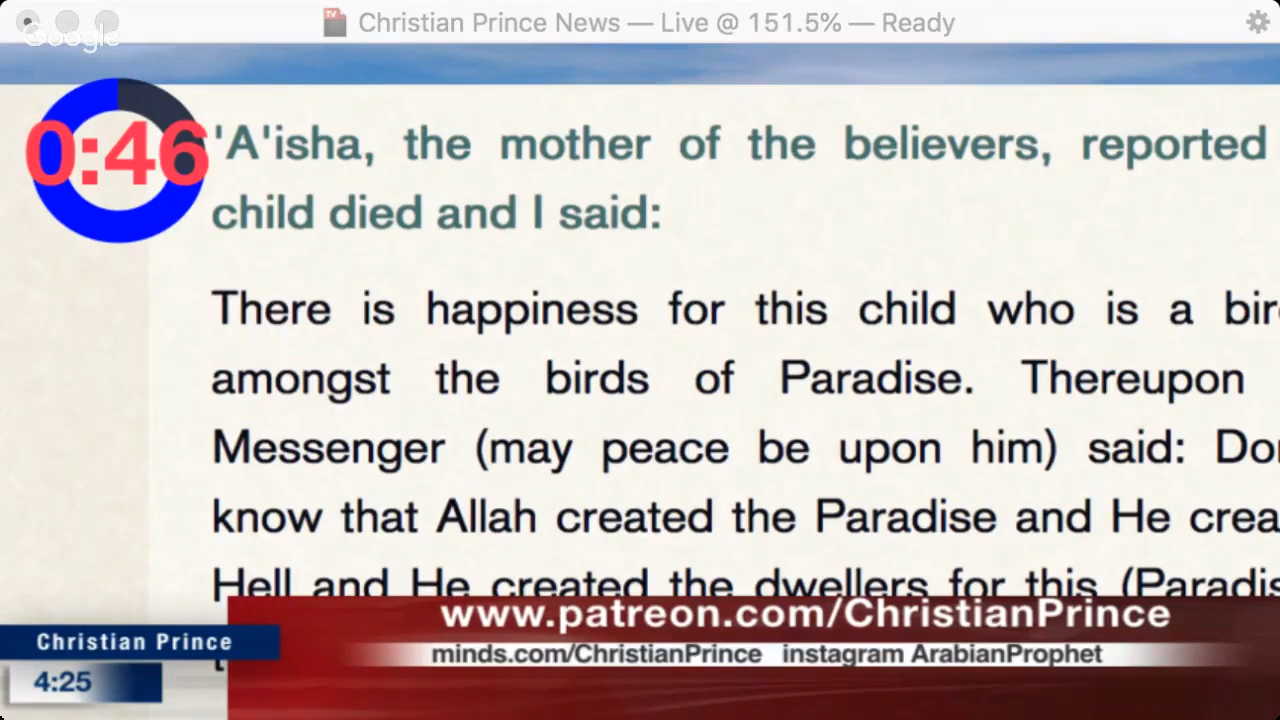 Christian Prince News — Live @ 151.5% — Ready
Google
0:46
'A'isha, the mother of the believers, reported
child died and I said:
There is happiness for this child who is a
amongst the birds of Paradise. Thereupon
Messenger (may peace be upon him) said:
know that Allah created the Paradise and He
Hell and He created the dwellers for this
www.patreon.com/ChristianPrince
Christian Prince
minds.com/ChristianPrince instagram ArabianProphet
4:25